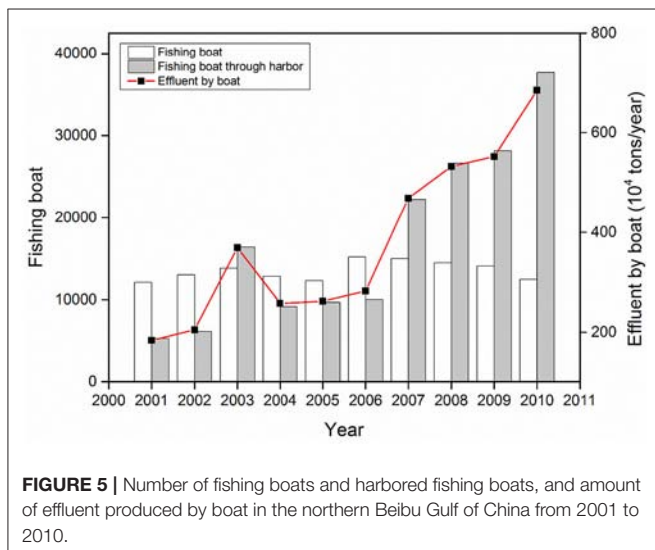 40000
30000
20000
10000
0
Fishing boat
Fishing boat
Fishing boat through harbor
Effluent by boat
800
600
400
200
Effluent by boat (10⁴ tons/year)
2000 2001 2002 2003 2004 2005 2006 2007 2008 2009 2010 2011
Year
FIGURE 5 | Number of fishing boats and harbored fishing boats, and amount
of effluent produced by boat in the northern Beibu Gulf of China from 2001 to
2010.